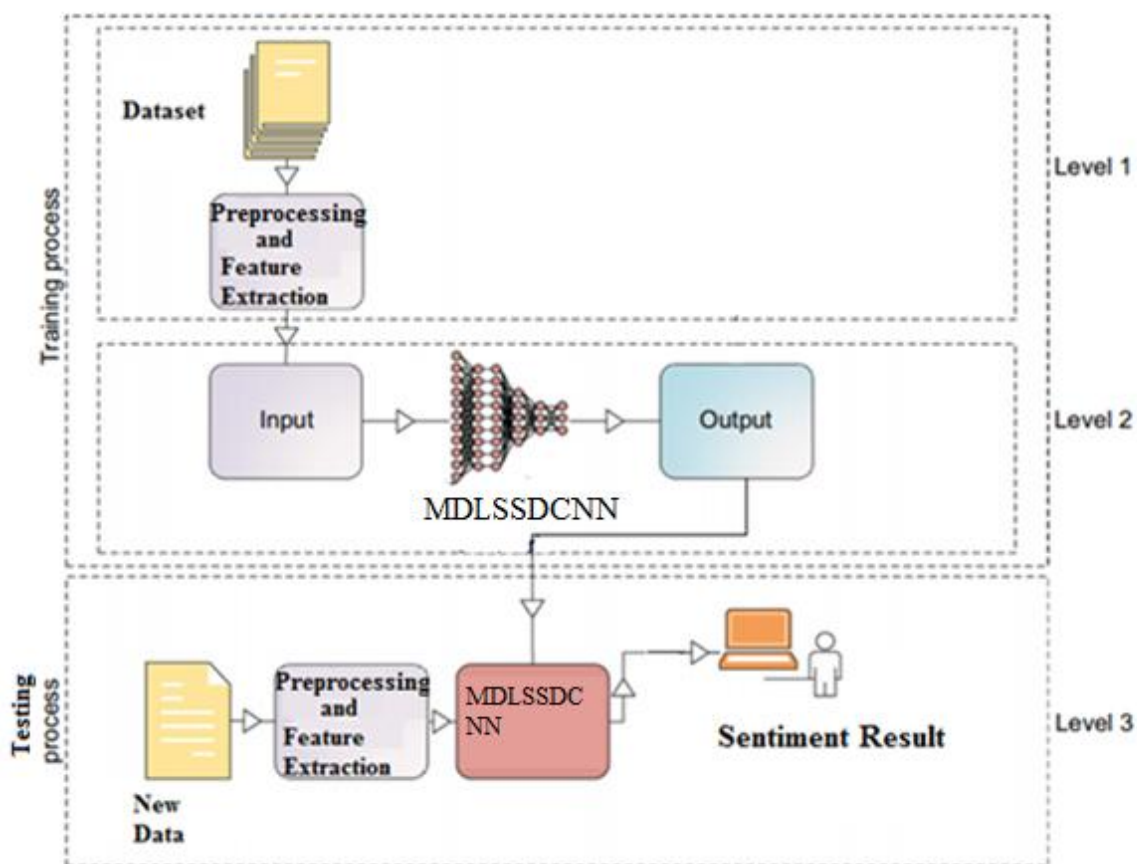 Dataset
Preprocessing
and
Feature
Extraction
Level 1
Training process
Input
MDLSSDCNN
Output
Level 2
New
Data
Preprocessing
and
Feature
Extraction
MDLSSDC
NN
Sentiment Result
Level 3
Testing
process